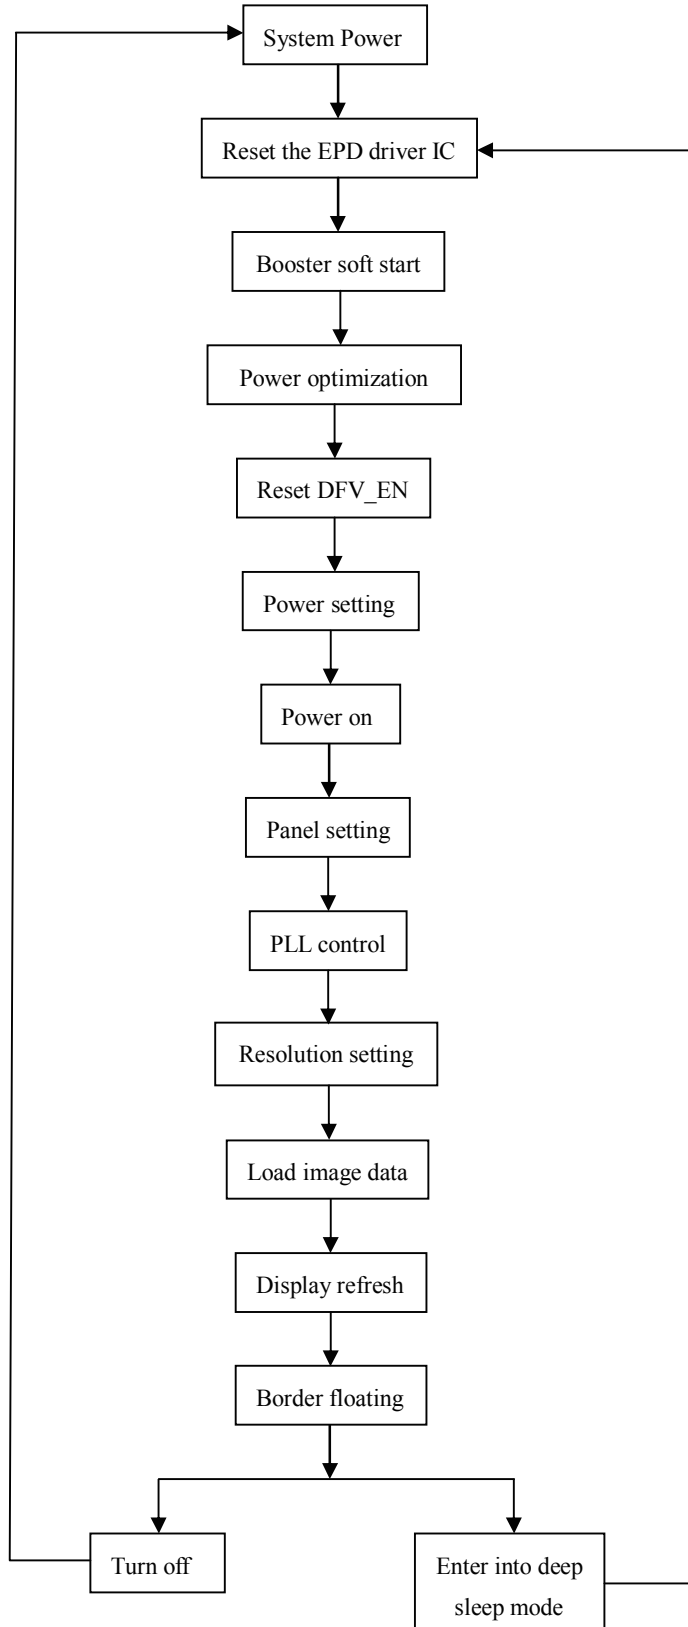 System Power
Reset the EPD driver IC
Booster soft start
Power optimization
Reset DFV_EN
Power setting
Power on
Panel setting
PLL control
Resolution setting
Load image data
Display refresh
Border floating
Turn off
Enter into deep
sleep mode